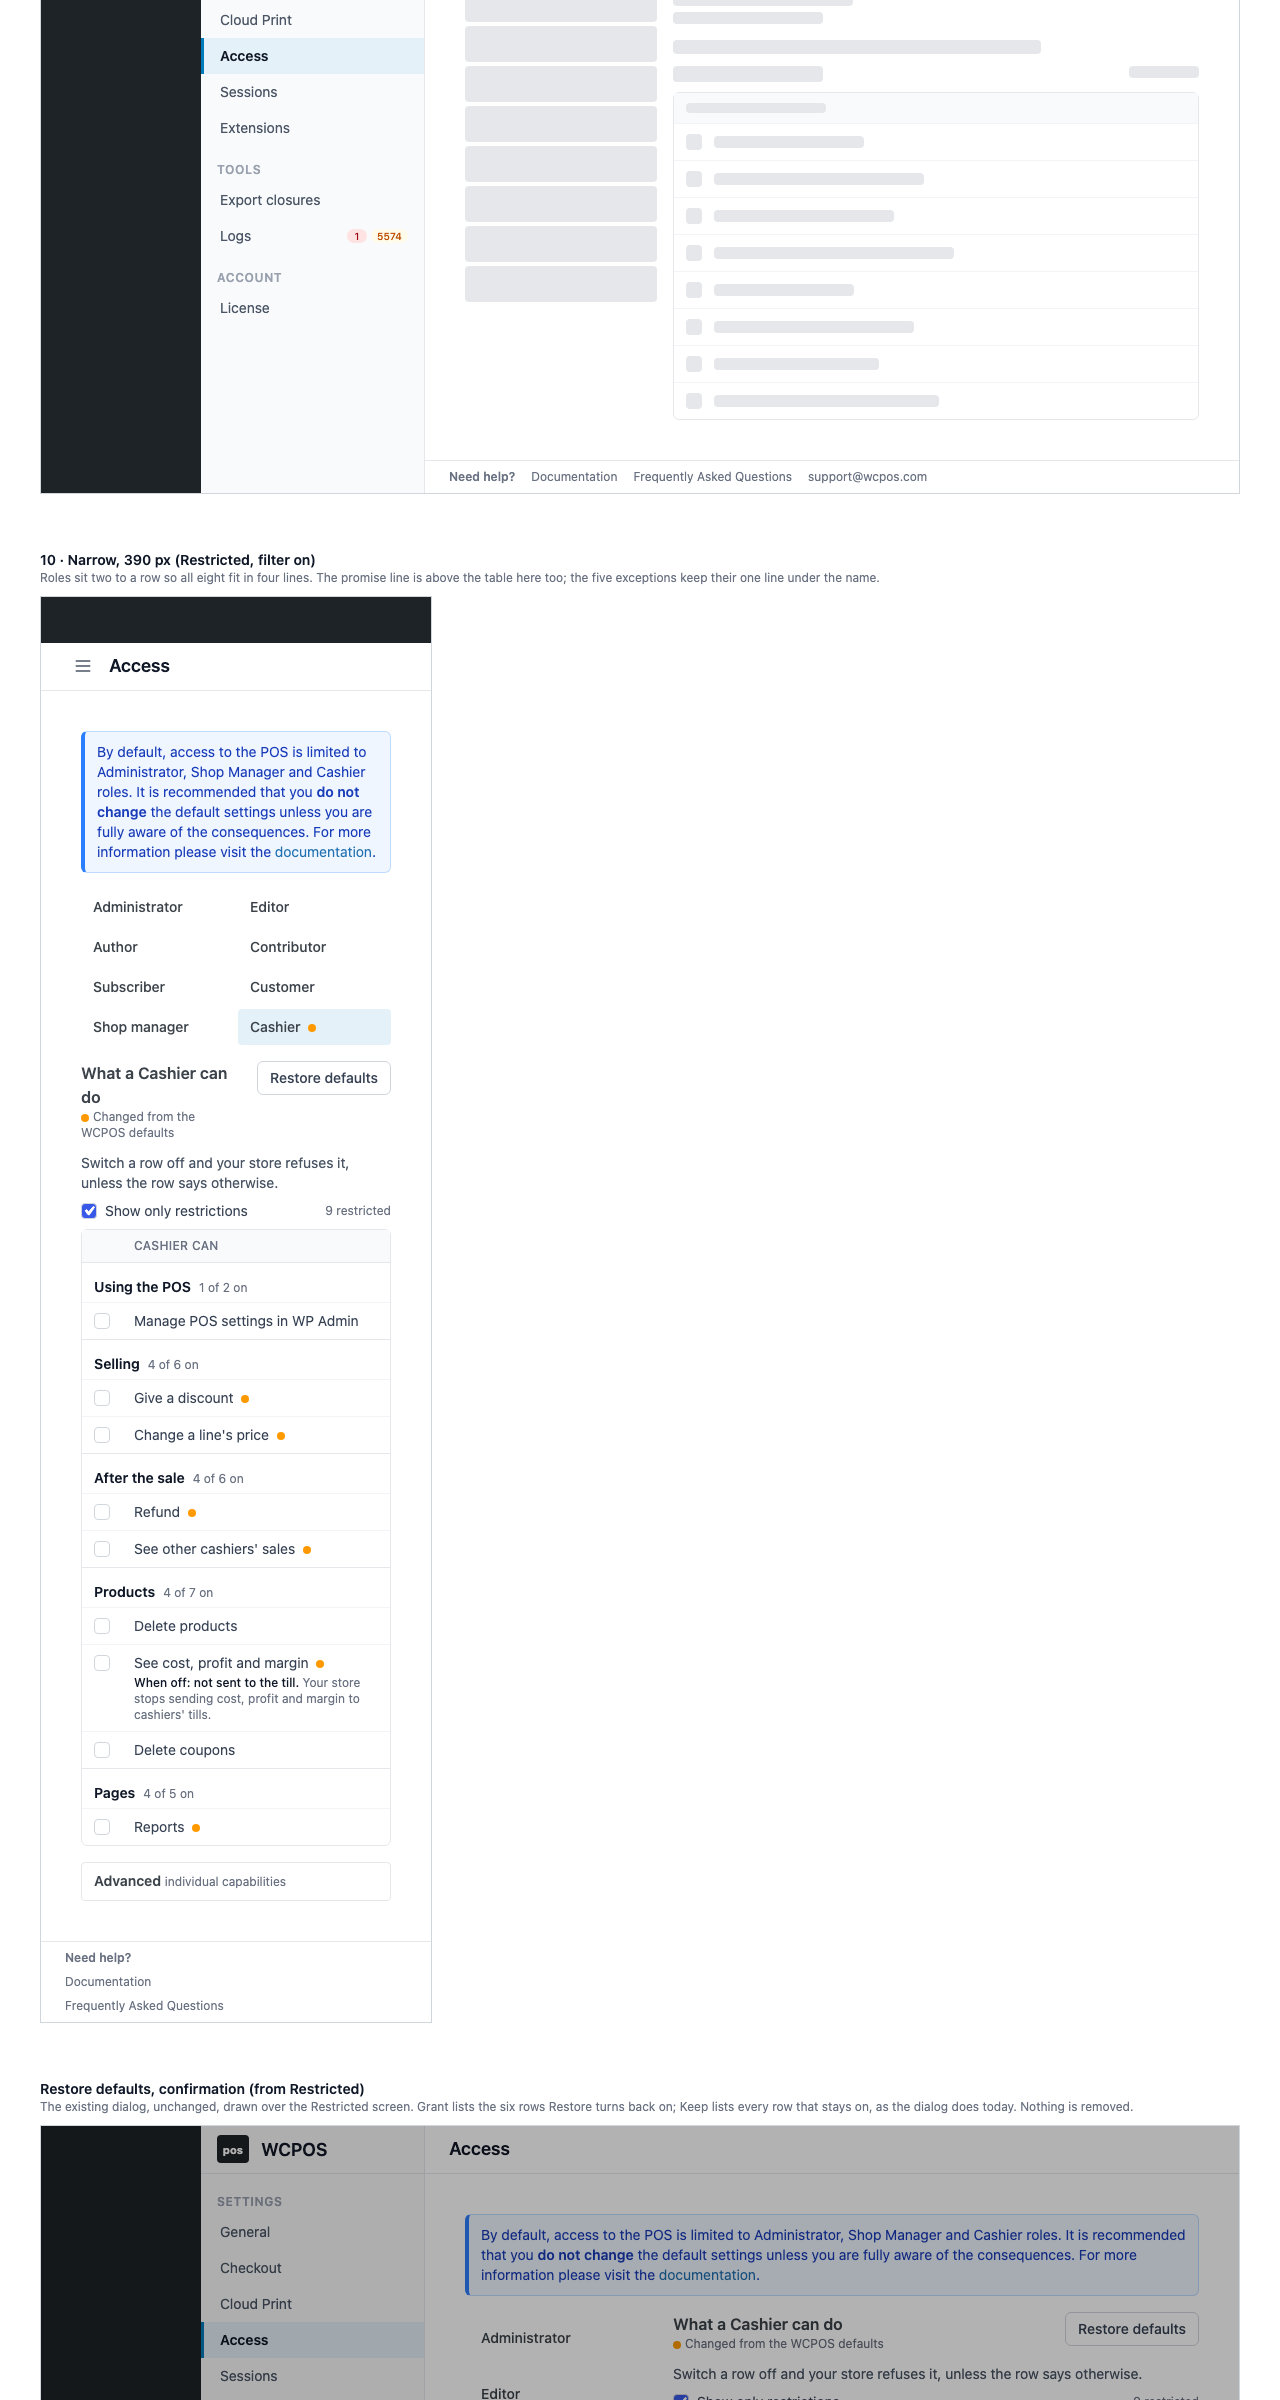 Cloud Print
Access
Sessions
Extensions
TOOLS
Export closures
Logs 1 5574
ACCOUNT
License
Need help? Documentation Frequently Asked Questions support@wcpos.com
10 · Narrow, 390 px (Restricted, filter on)
Roles sit two to a row so all eight fit in four lines. The promise line is above the table here too; the five exceptions keep their one line under the name.
Access
By default, access to the POS is limited to
Administrator, Shop Manager and Cashier
roles. It is recommended that you do not
change the default settings unless you are
fully aware of the consequences. For more
information please visit the documentation.
Administrator Editor
Author Contributor
Subscriber Customer
Shop manager Cashier
What a Cashier can
do
Restore defaults
Changed from the
WCPOS defaults
Switch a row off and your store refuses it,
unless the row says otherwise.
Show only restrictions 9 restricted
CASHIER CAN
Using the POS 1 of 2 on
Manage POS settings in WP Admin
Selling 4 of 6 on
Give a discount
Change a line's price
After the sale 4 of 6 on
Refund
See other cashiers' sales
Products 4 of 7 on
Delete products
See cost, profit and margin
When off: not sent to the till. Your store
stops sending cost, profit and margin to
cashiers' tills.
Delete coupons
Pages 4 of 5 on
Reports
Advanced individual capabilities
Need help?
Documentation
Frequently Asked Questions
Restore defaults, confirmation (from Restricted)
The existing dialog, unchanged, drawn over the Restricted screen. Grant lists the six rows Restore turns back on; Keep lists every row that stays on, as the dialog does today. Nothing is removed.
pos WCPOS
Access
SETTINGS
General
Checkout
Cloud Print
Access
Sessions
By default, access to the POS is limited to Administrator, Shop Manager and Cashier roles. It is recommended
that you do not change the default settings unless you are fully aware of the consequences. For more
information please visit the documentation.
Administrator
Editor
What a Cashier can do
Restore defaults
Changed from the WCPOS defaults
Switch a row off and your store refuses it, unless the row says otherwise.